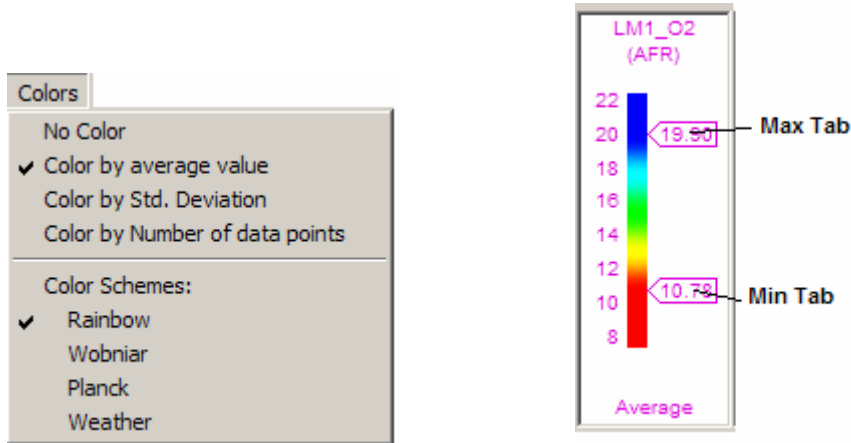 Colors
No Color
Color by average value
Color by Std. Deviation
Color by Number of data points
Color Schemes:
Rainbow
Wobniar
Planck
Weather
LM1_O2
(AFR)
22
20
19.90
Max Tab
18
16
14
12
10.78
Min Tab
10
8
Average